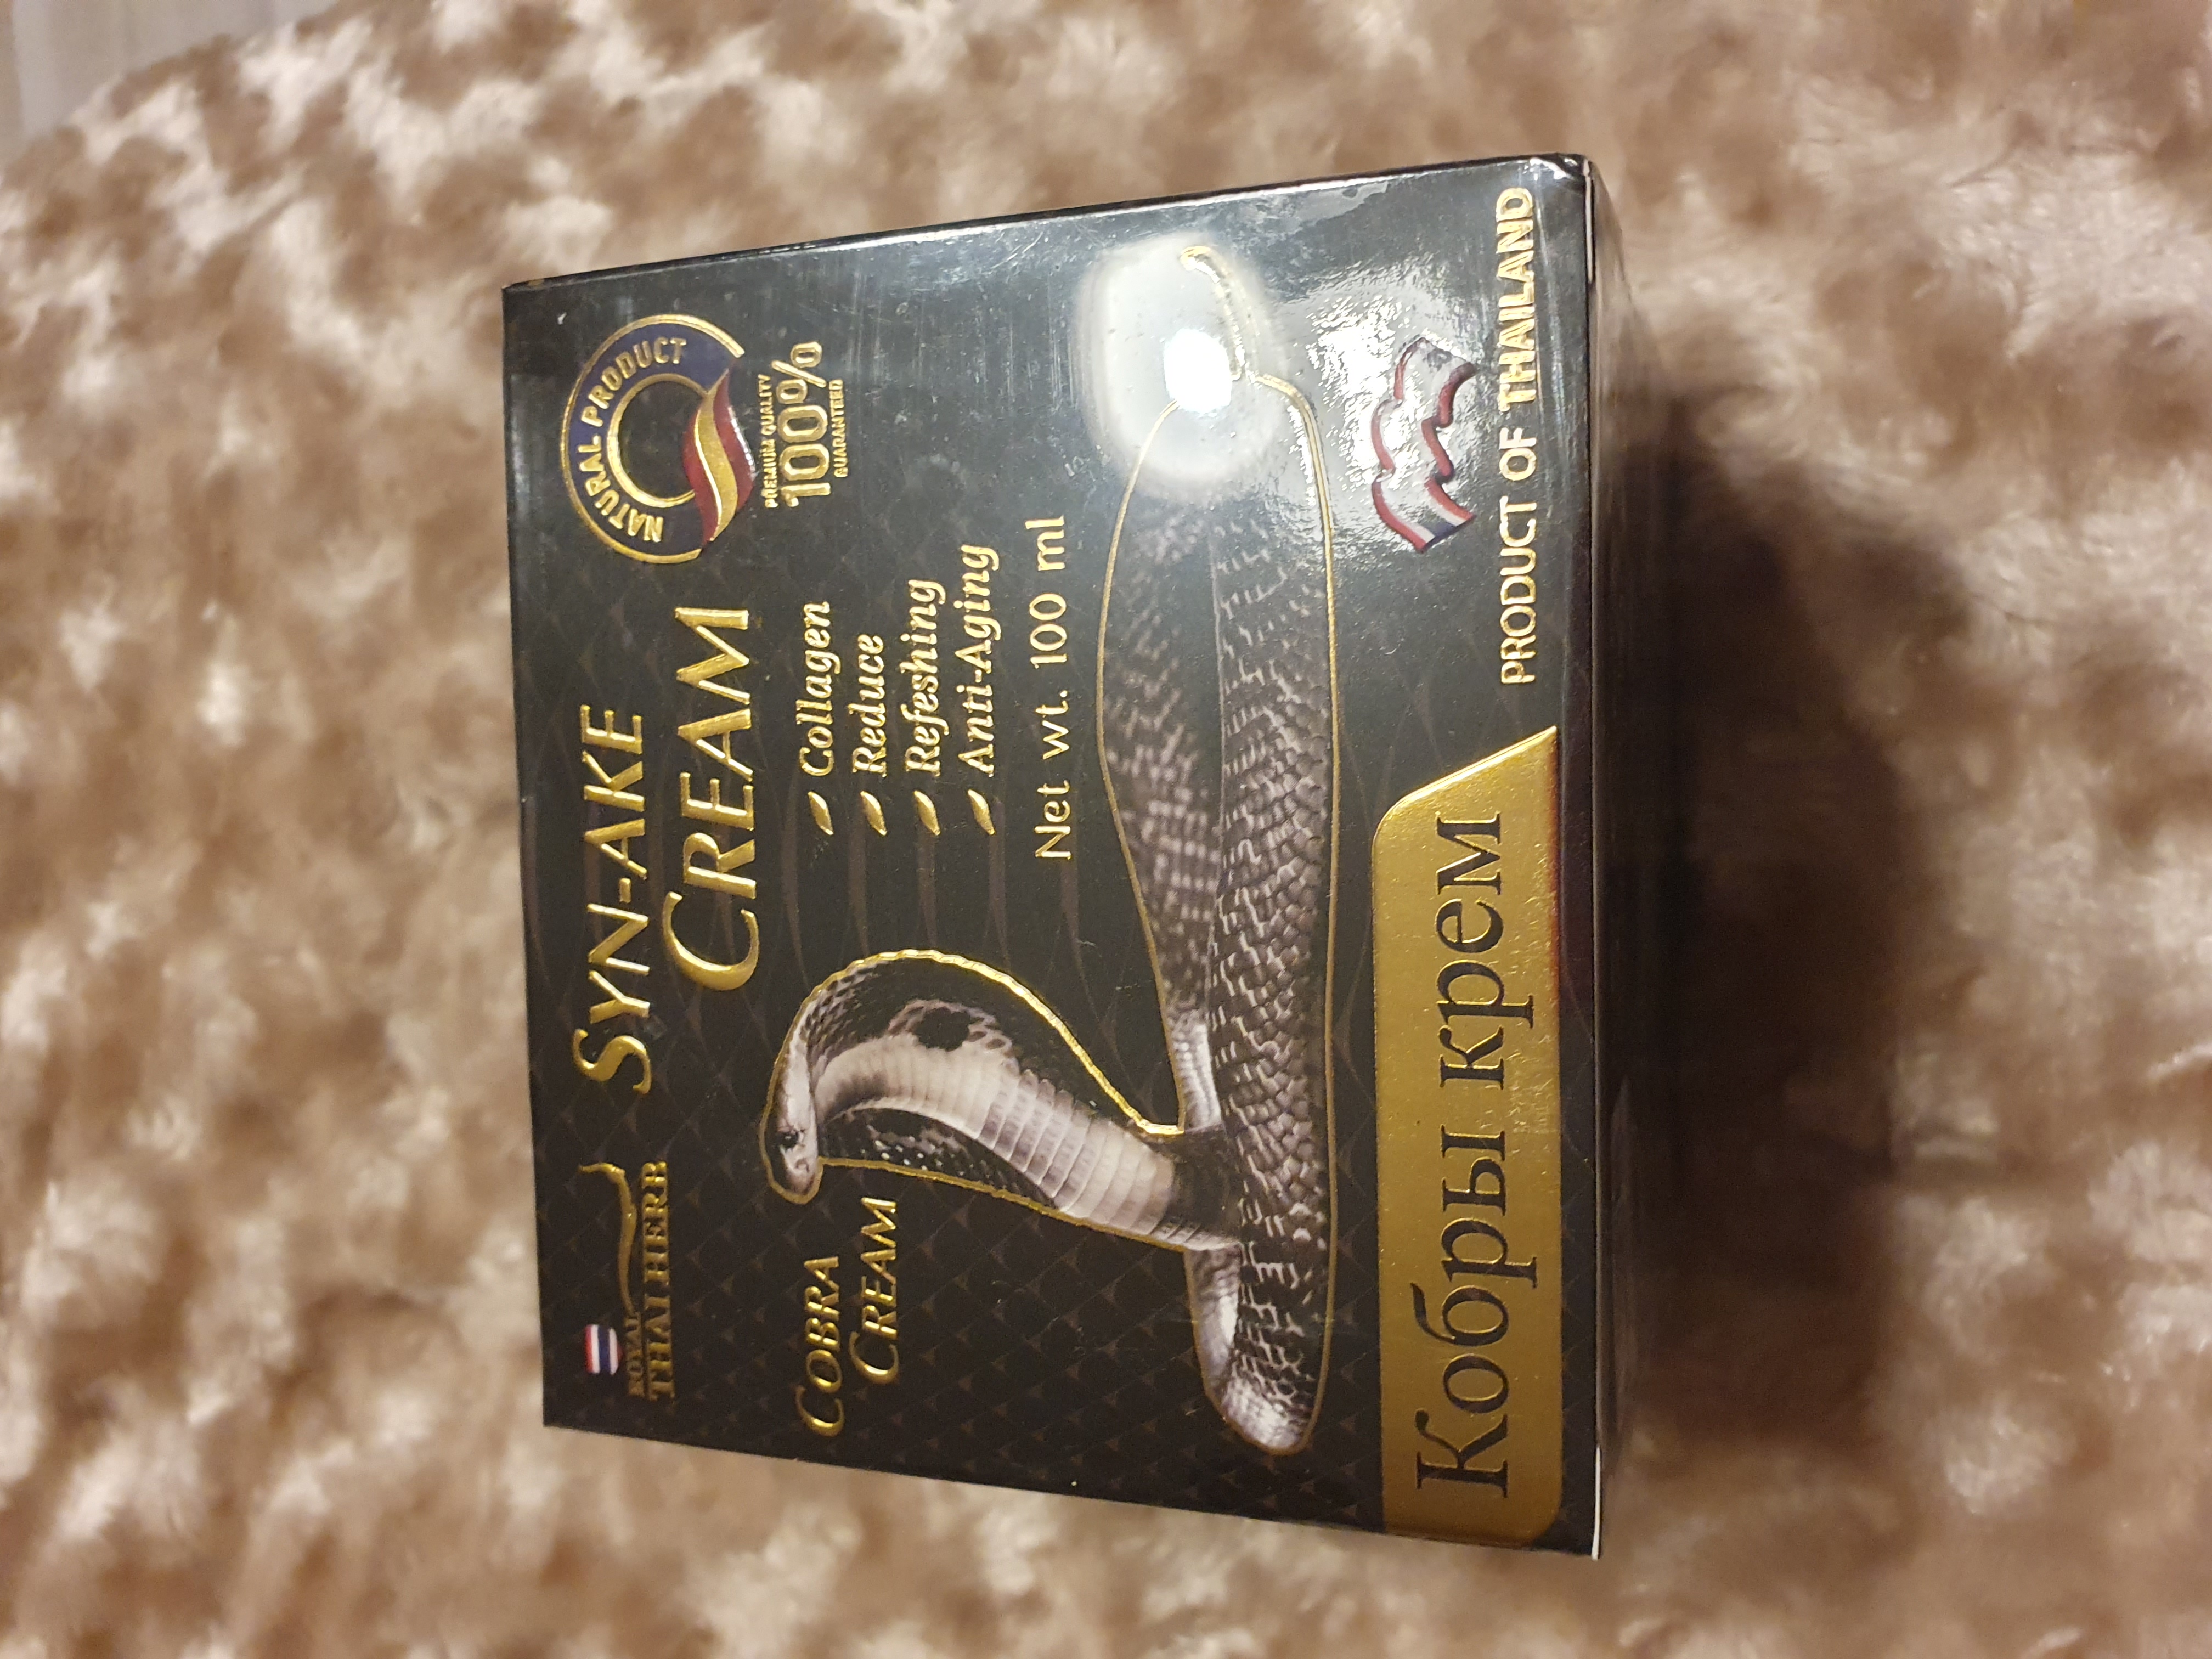 ROYAL
THAI HERB
SYN-AKE
CREAM
NATURAL PRODUCT
PREMIUM QUALITY
100%
GUARANTEED
COBRA
CREAM
Collagen
Reduce
Refeshing
Anti-Aging
Net wt. 100 ml
Кобры крем
PRODUCT OF THAILAND